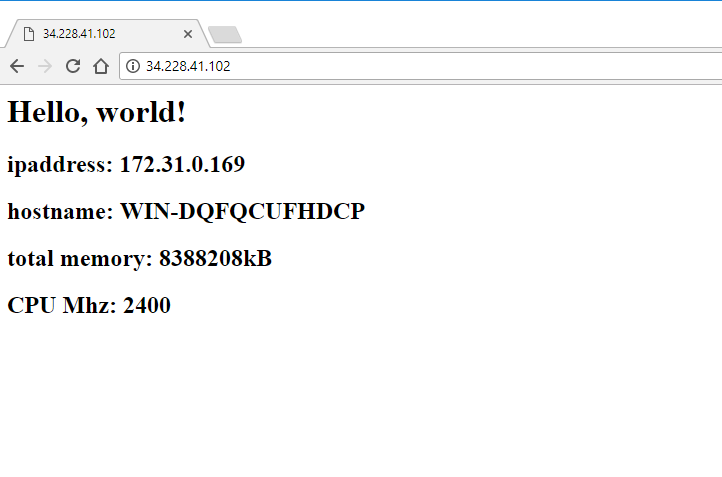 34.228.41.102
34.228.41.102
Hello, world!
ipaddress: 172.31.0.169
hostname: WIN-DQFQCUFHDCP
total memory: 8388208kB
CPU Mhz: 2400